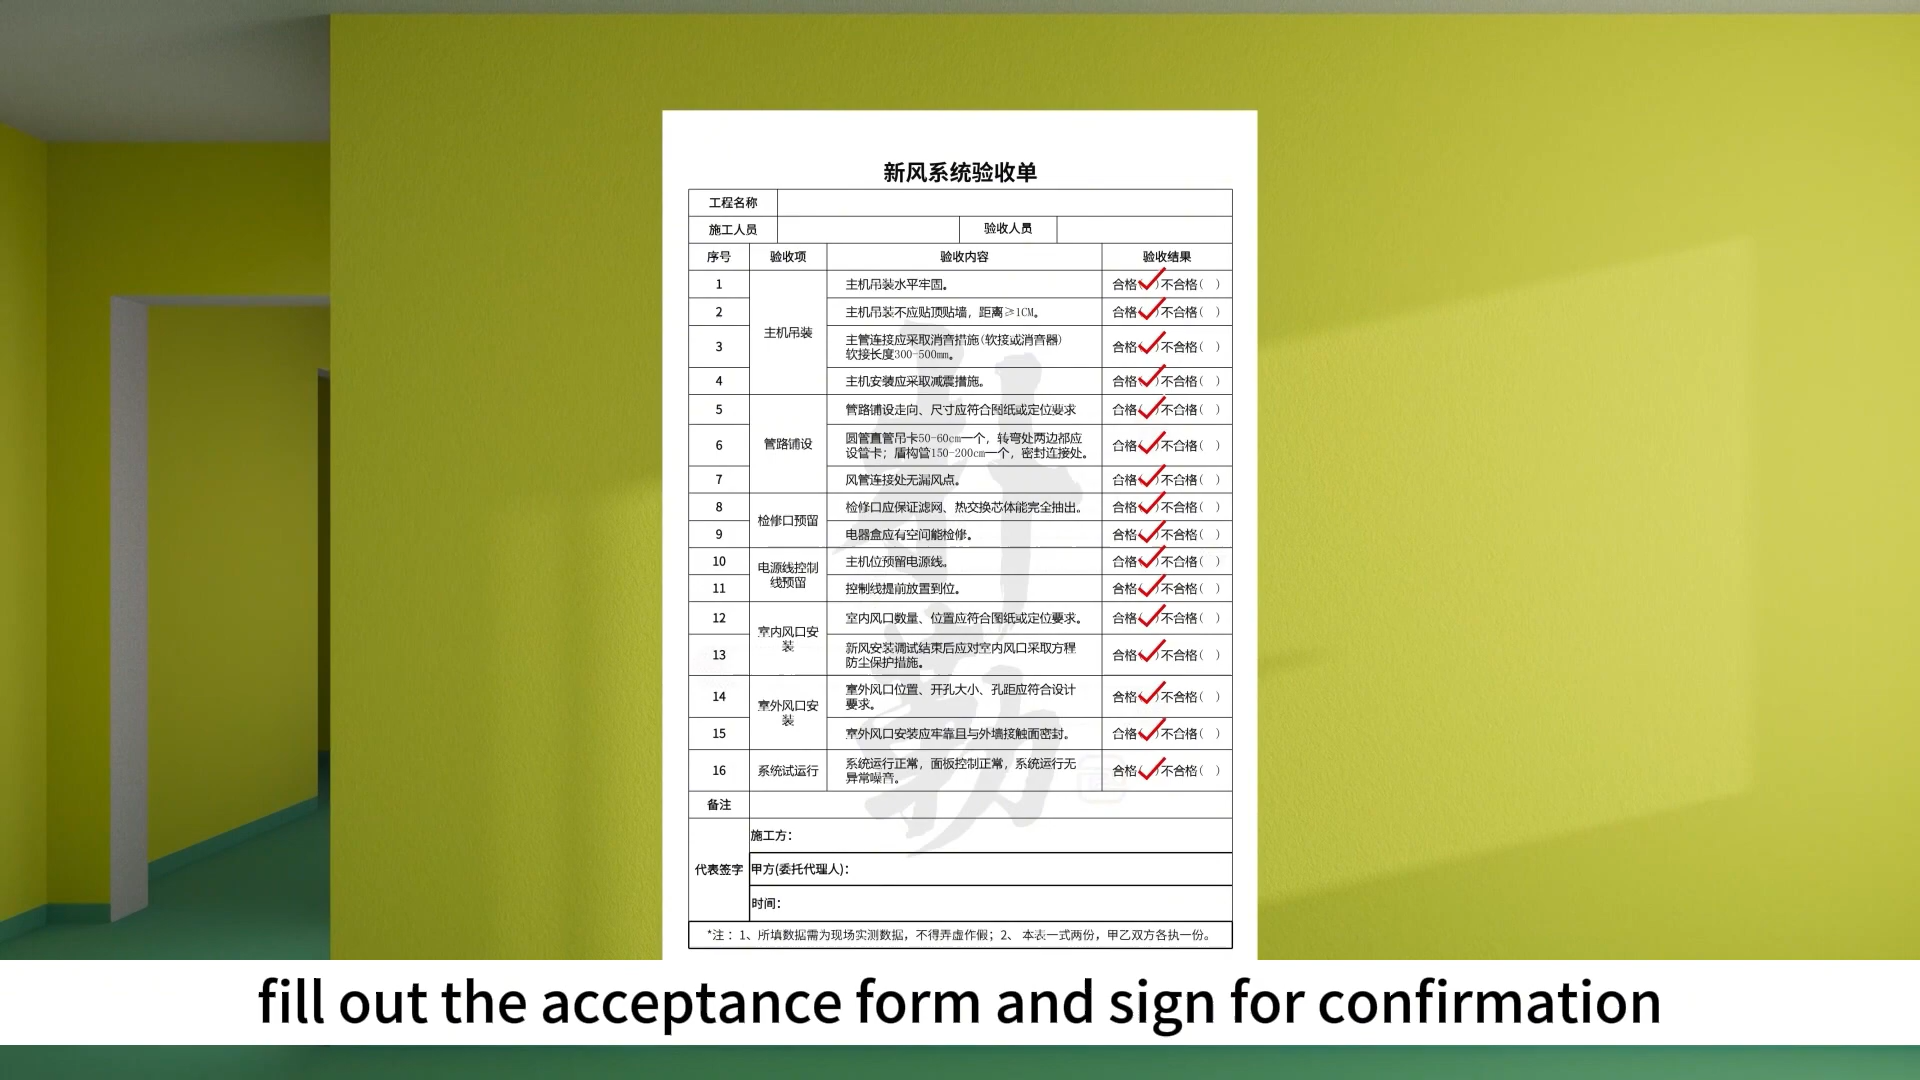 新风系统验收单
工程名称
施工人员 验收人员
序号 验收项 验收内容 验收结果
1 主机吊装水平牢固。 合格( )不合格( )
2 主机吊装不应贴顶贴墙，距离≥1CM。 合格( )不合格( )
主机吊装
3 主管连接应采取消音措施(软接或消音器)
软接长度300-500mm。 合格( )不合格( )
4 主机安装应采取减震措施。 合格( )不合格( )
5 管路铺设走向、尺寸应符合图纸或定位要求 合格( )不合格( )
管路铺设
6 圆管直管吊卡50-60cm一个，转弯处两边都应
设管卡；盾构管150-200cm一个，密封连接处。 合格( )不合格( )
7 风管连接处无漏风点。 合格( )不合格( )
8 检修口应保证滤网、热交换芯体能完全抽出。 合格( )不合格( )
检修口预留
9 电器盒应有空间能检修。 合格( )不合格( )
10 主机位预留电源线。 合格( )不合格( )
电源线控制
线预留
11 控制线提前放置到位。 合格( )不合格( )
12 室内风口数量、位置应符合图纸或定位要求。 合格( )不合格( )
室内风口安
装
13 新风安装调试结束后应对室内风口采取方程
防尘保护措施。 合格( )不合格( )
14 室外风口位置、开孔大小、孔距应符合设计
要求。 合格( )不合格( )
室外风口安
装
15 室外风口安装应牢靠且与外墙接触面密封。 合格( )不合格( )
16 系统试运行 系统运行正常，面板控制正常，系统运行无
异常噪音。 合格( )不合格( )
备注
代表签字
施工方：
甲方(委托代理人)：
时间：
*注：1、所填数据需为现场实测数据，不得弄虚作假；2、 本表一式两份，甲乙双方各执一份。
fill out the acceptance form and sign for confirmation